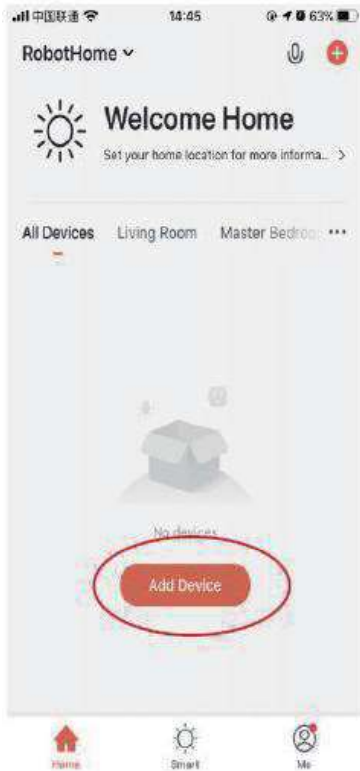 中国联通 14:45 63%
RobotHome
Welcome Home
Set your home location for more informa...
All Devices Living Room Master Bedroo ...
No devices
Add Device
Home Smart Me